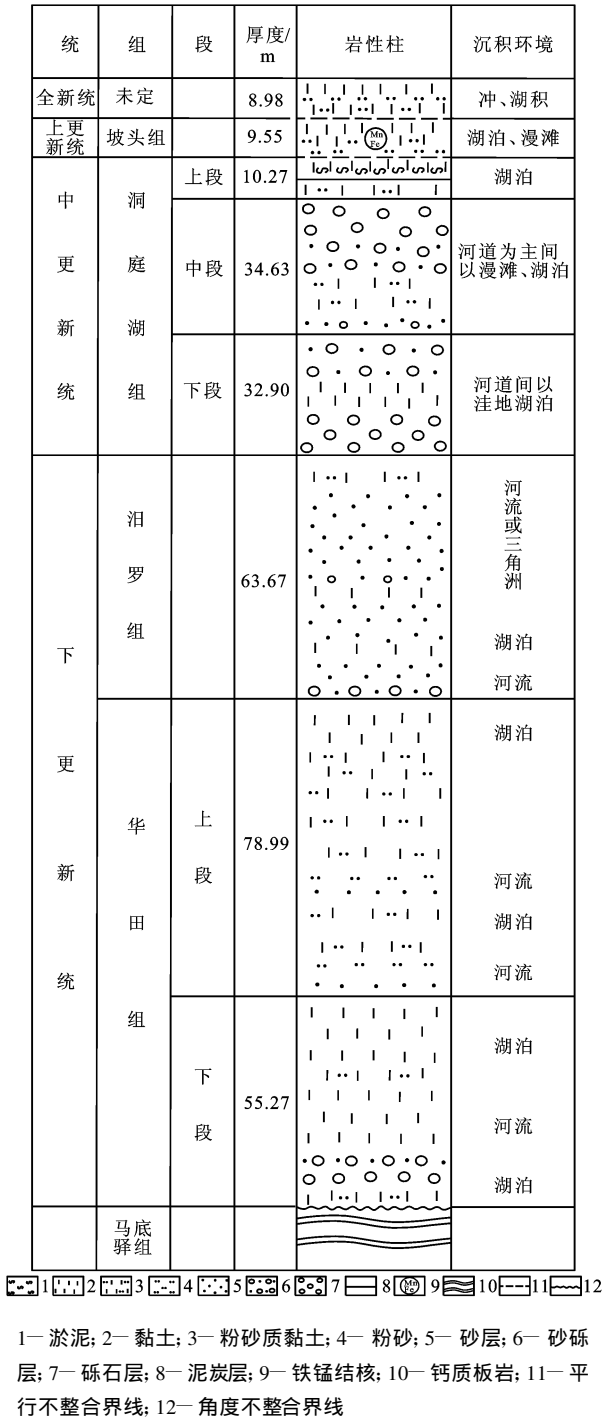 统 组 段 厚度/m 岩性柱 沉积环境
全新统 未定 8.98 冲、湖积
上更新统 坡头组 9.55 Mn Fe 湖泊、漫滩
中更新统 洞庭湖组 上段 10.27 湖泊
中段 34.63 河道为主间以漫滩、湖泊
下段 32.90 河道间以洼地湖泊
下更新统 汨罗组 63.67 河流或三角洲
湖泊
河流
华田组 上段 78.99 湖泊
河流
湖泊
河流
下段 55.27 湖泊
河流
湖泊
马底驿组
1 2 3 4 5 6 7 8 Mn Fe 9 10 11 12
1— 淤泥; 2— 黏土; 3— 粉砂质黏土; 4— 粉砂; 5— 砂层; 6— 砂砾
层; 7— 砾石层; 8— 泥炭层; 9— 铁锰结核; 10— 钙质板岩; 11— 平
行不整合界线; 12— 角度不整合界线